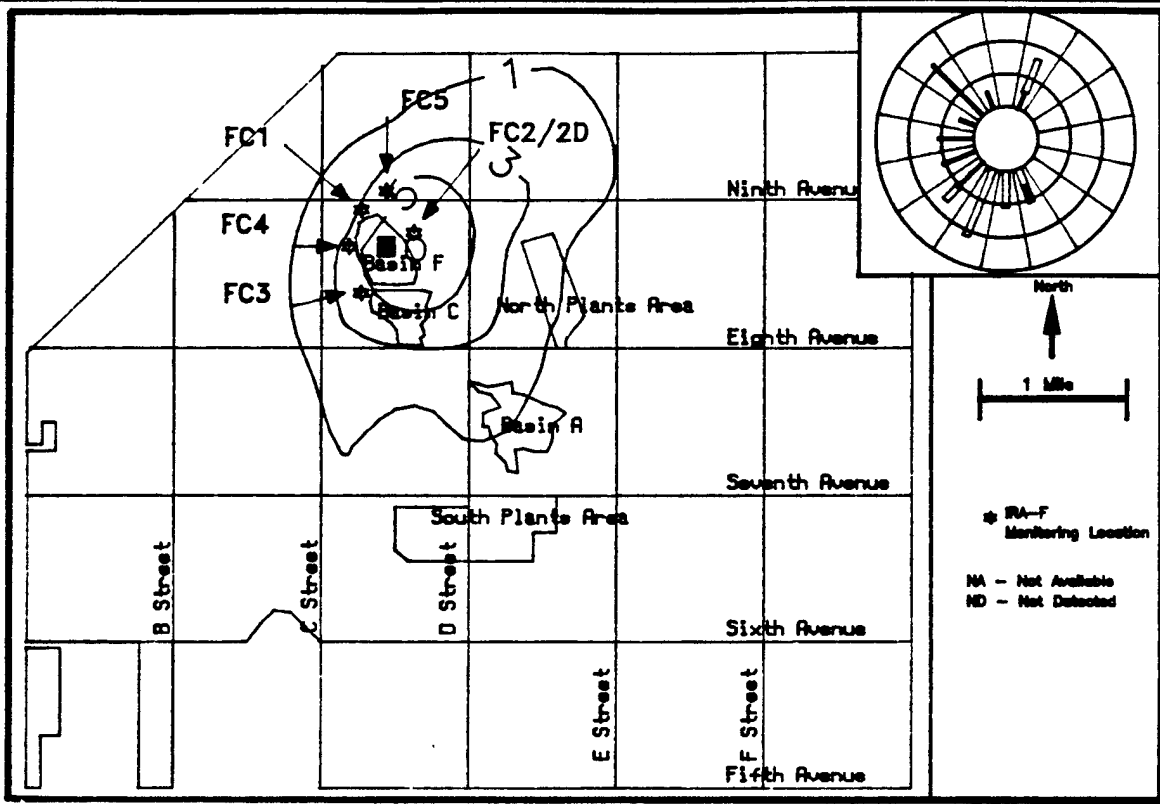 1
FC5
FC1
FC2/2D
3
Ninth Avenue
FC4
Basin F
FC3
Basin C
North Plants Area
North
Eighth Avenue
1 Mile
Basin A
Seventh Avenue
South Plants Area
* IRA-F
Monitoring Location
NA - Not Available
ND - Not Detected
B Street
C Street
D Street
Sixth Avenue
E Street
F Street
Fifth Avenue